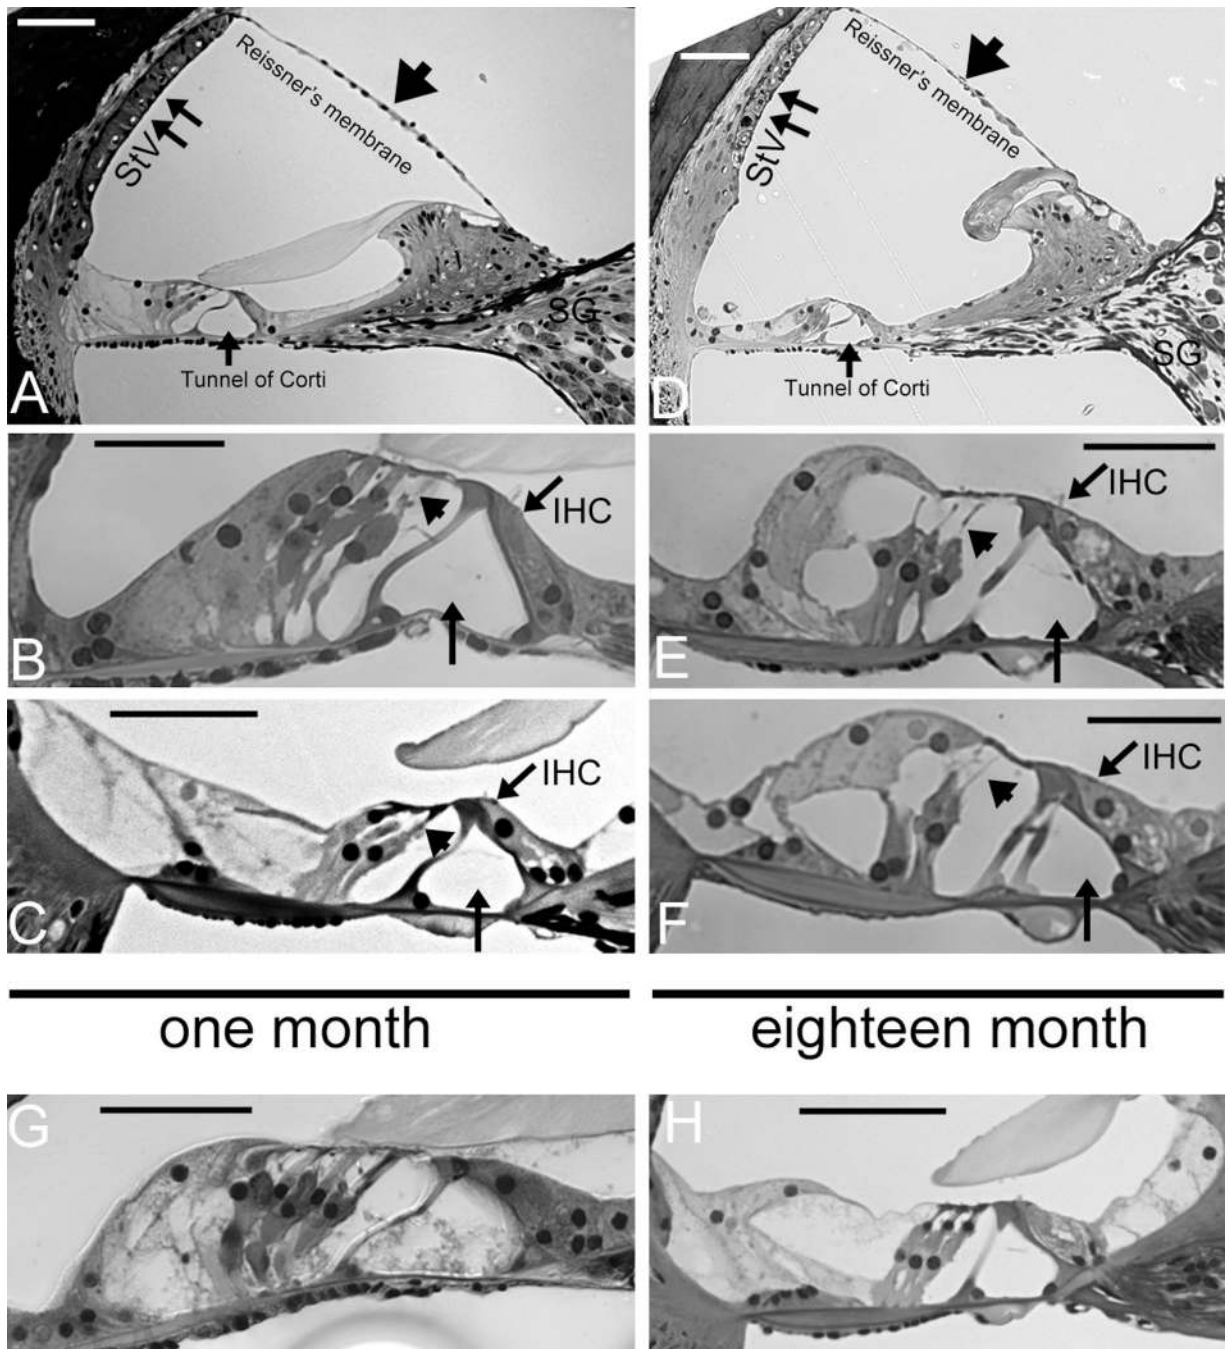 Reissner's membrane
StV
SG
Tunnel of Corti
A
Reissner's membrane
StV
SG
Tunnel of Corti
D
IHC
B
IHC
E
IHC
C
IHC
F
one month
eighteen month
G
H